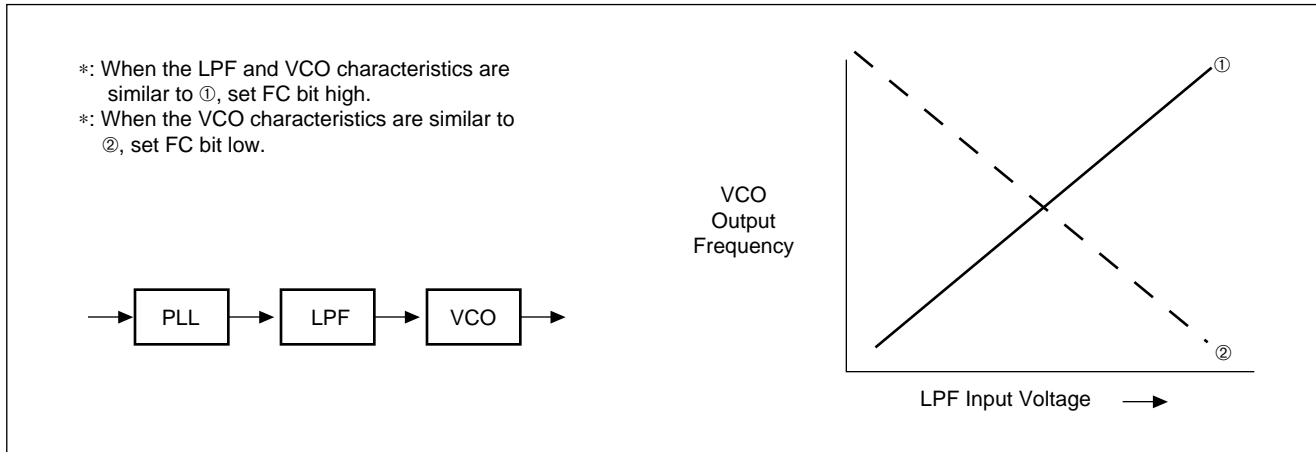 *: When the LPF and VCO characteristics are
similar to ①, set FC bit high.
*: When the VCO characteristics are similar to
②, set FC bit low.
PLL
LPF
VCO
VCO
Output
Frequency
①
②
LPF Input Voltage